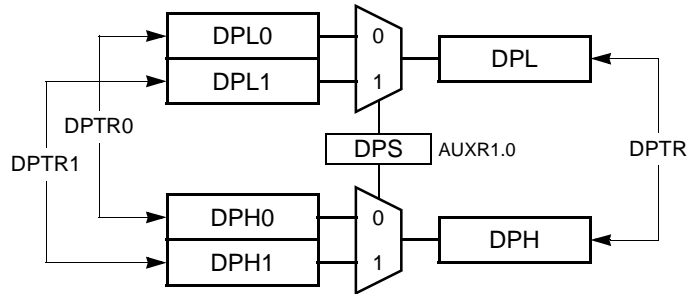 DPL0
0
DPL
DPL1
1
DPTR0
DPTR1
DPS
AUXR1.0
DPTR
DPH0
0
DPH
DPH1
1